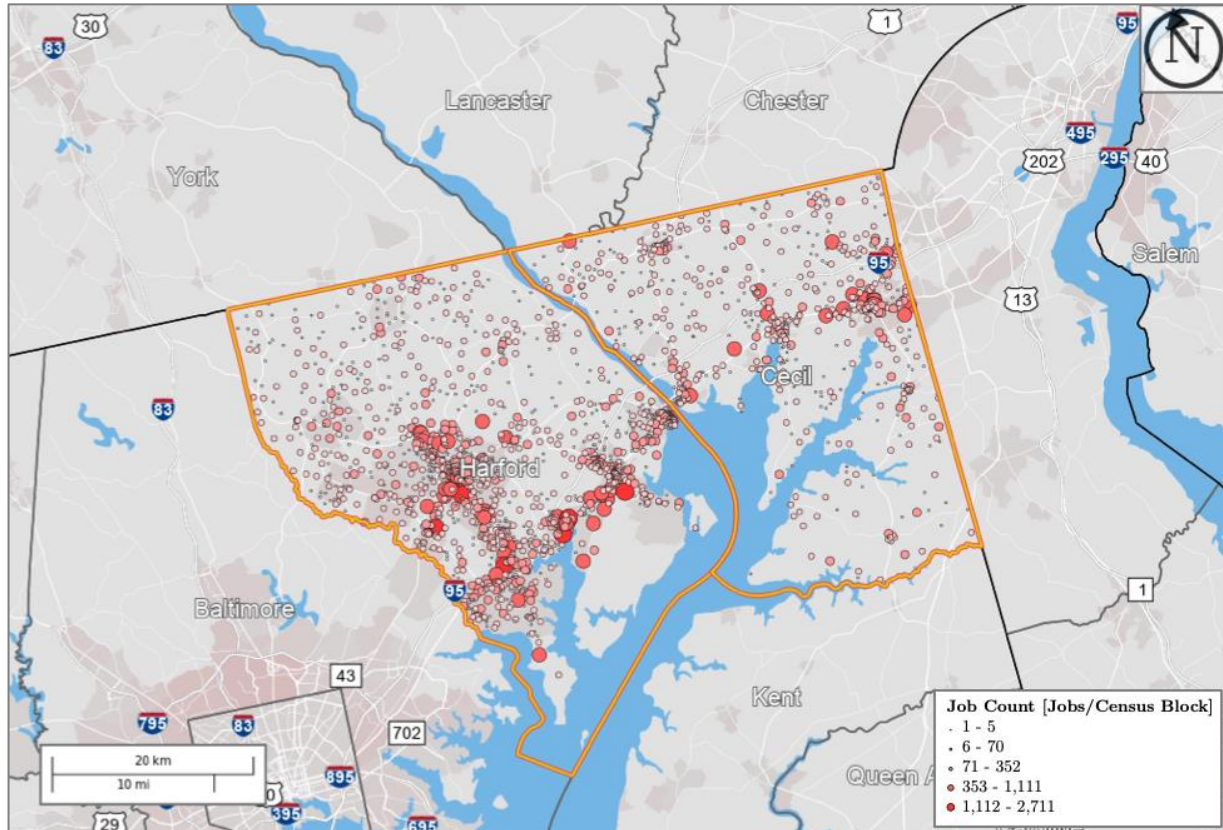 30
1
95
N
83
Lancaster
Chester
495
202
295
40
York
Salem
95
13
83
Cecil
Harford
95
1
Baltimore
43
Kent
795
83
702
Job Count [Jobs/Census Block]
1 - 5
6 - 70
71 - 352
353 - 1,111
1,112 - 2,711
20 km
10 mi
895
Queen A
395
29
695